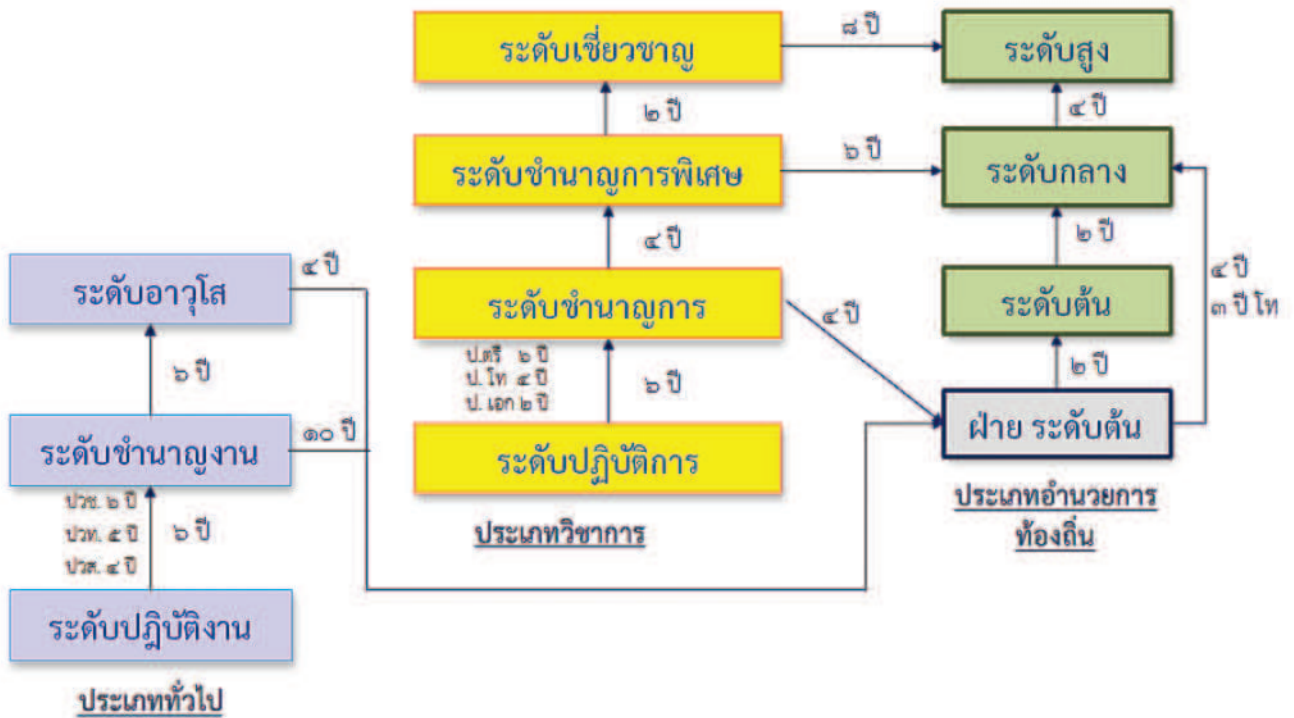 ระดับเชี่ยวชาญ
๘ ปี
ระดับสูง
๒ ปี
๔ ปี
ระดับชำนาญการพิเศษ
๖ ปี
ระดับกลาง
๔ ปี
๒ ปี
ระดับอาวุโส
๔ ปี
ระดับชำนาญการ
๔ ปี
ระดับต้น
๔ ปี
๓ ปี โท
๖ ปี
ป.ตรี ๖ ปี
ป. โท ๔ ปี
ป. เอก ๒ ปี
๖ ปี
๒ ปี
ระดับชำนาญงาน
๑๐ ปี
ระดับปฏิบัติการ
ฝ่าย ระดับต้น
ปวช. ๖ ปี
ปวท. ๕ ปี
ปวส. ๔ ปี
๖ ปี
ประเภทวิชาการ
ประเภทอำนวยการ
ท้องถิ่น
ระดับปฏิบัติงาน
ประเภททั่วไป